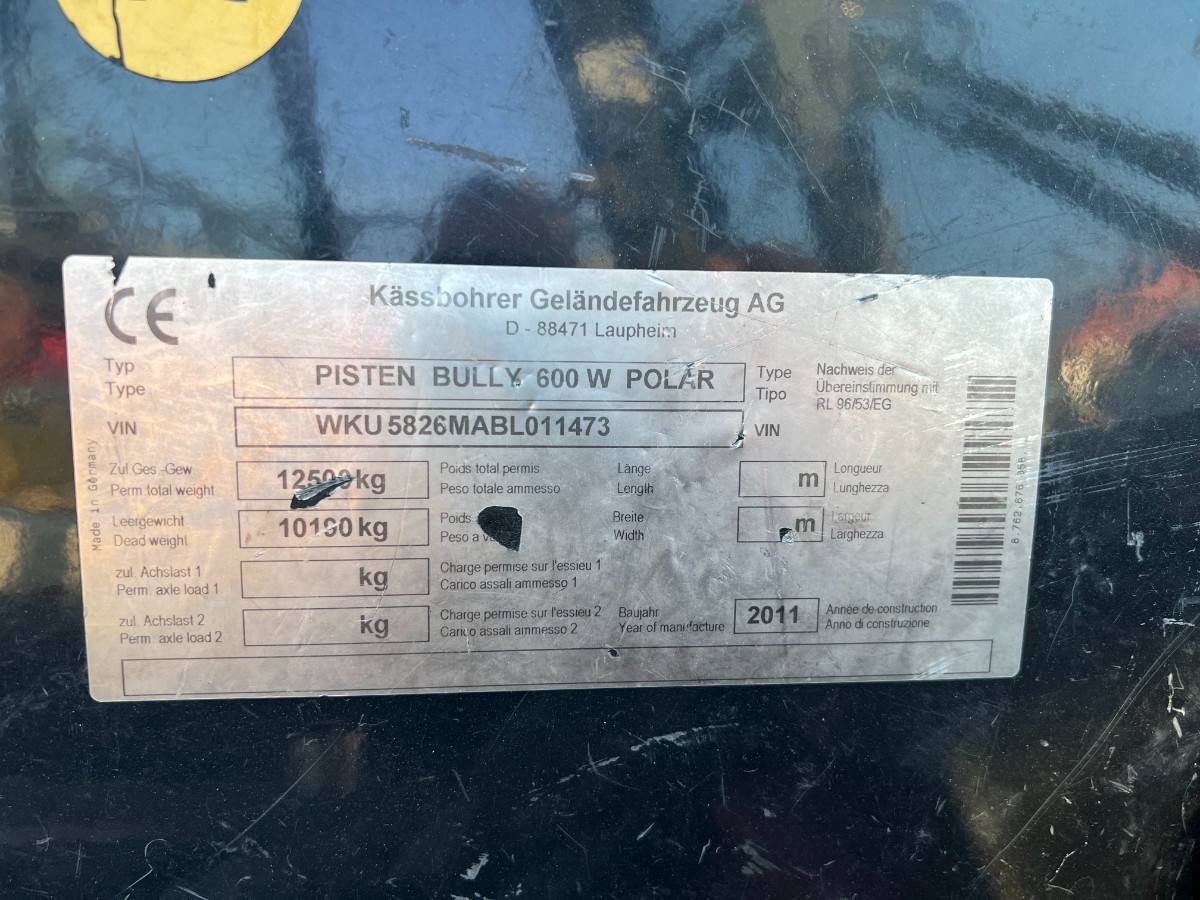 CE
Kässbohrer Geländefahrzeug AG
D - 88471 Laupheim
Typ
Type
PISTEN BULLY 600 W POLAR
Type
Tipo
Nachweis der
Übereinstimmung mit
RL 96/53/EG
VIN
WKU5826MABL011473
VIN
Zul Ges.-Gew
Perm total weight
12500kg
Poids total permis
Peso totale ammesso
Länge
Length
m
Longueur
Lunghezza
Leergewicht
Dead weight
10190kg
Poids
Peso a
Breite
Width
m
Largeur
Larghezza
zul. Achslast 1
Perm. axle load 1
kg
Charge permise sur l'essieu 1
Carico assali ammesso 1
zul. Achslast 2
Perm. axle load 2
kg
Charge permise sur l'essieu 2
Carico assali ammesso 2
Baujahr
Year of manufacture
2011
Année de construction
Anno di construzione
Made in Germany